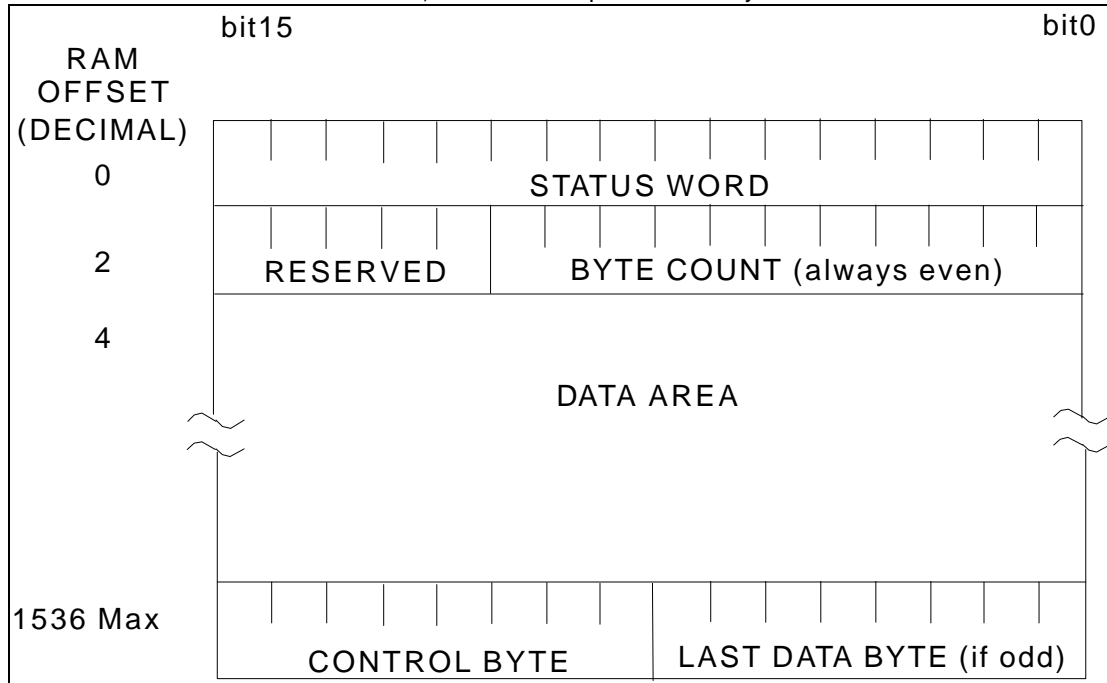 bit15 bit0
RAM
OFFSET
(DECIMAL)
0 STATUS WORD
2 RESERVED BYTE COUNT (always even)
4
DATA AREA
1536 Max CONTROL BYTE LAST DATA BYTE (if odd)